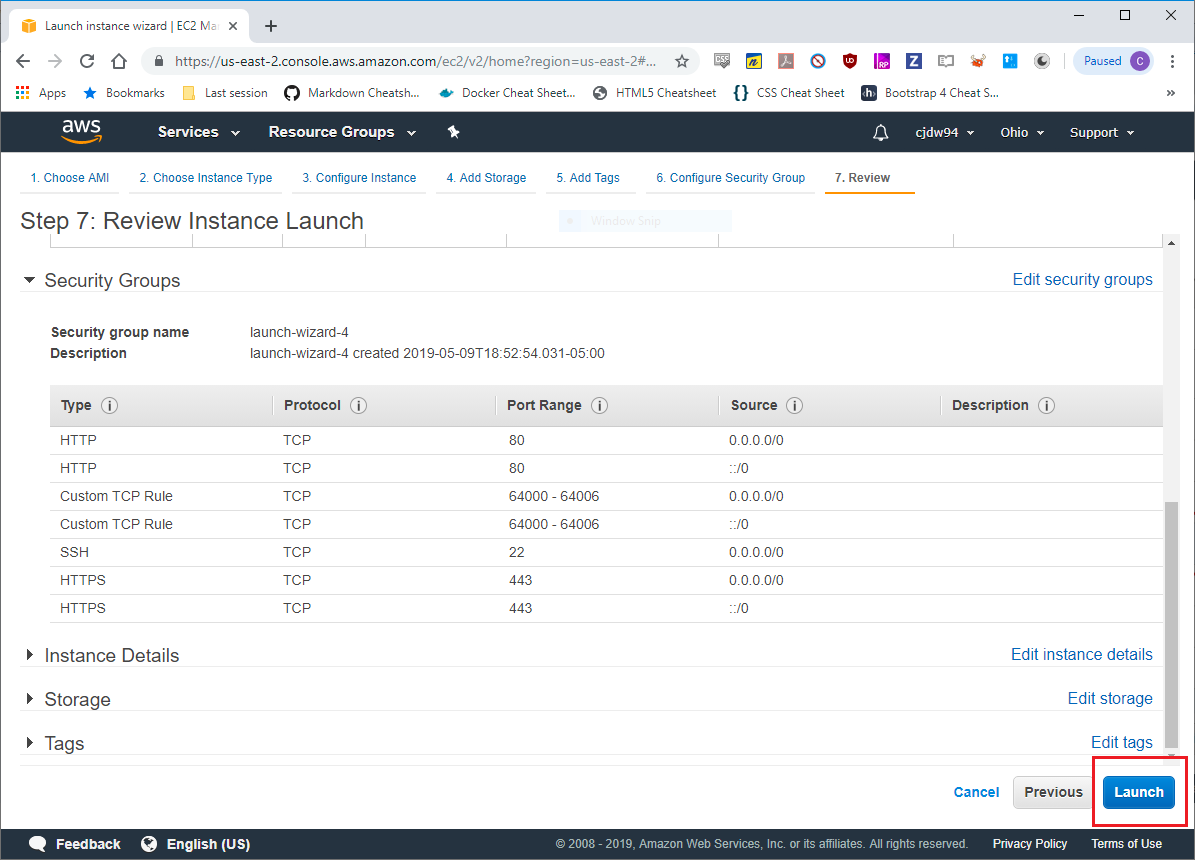 Launch instance wizard | EC2 Ma
https://us-east-2.console.aws.amazon.com/ec2/v2/home?region=us-east-2#... CSS n UD RP Z Paused C
Apps Bookmarks Last session Markdown Cheatsh... Docker Cheat Sheet... HTML5 Cheatsheet {} CSS Cheat Sheet {h} Bootstrap 4 Cheat S... »
aws Services Resource Groups cjdw94 Ohio Support
1. Choose AMI 2. Choose Instance Type 3. Configure Instance 4. Add Storage 5. Add Tags 6. Configure Security Group 7. Review
Step 7: Review Instance Launch Window Snip
Security Groups Edit security groups
Security group name launch-wizard-4
Description launch-wizard-4 created 2019-05-09T18:52:54.031-05:00
Type i Protocol i Port Range i Source i Description i
HTTP TCP 80 0.0.0.0/0
HTTP TCP 80 ::/0
Custom TCP Rule TCP 64000 - 64006 0.0.0.0/0
Custom TCP Rule TCP 64000 - 64006 ::/0
SSH TCP 22 0.0.0.0/0
HTTPS TCP 443 0.0.0.0/0
HTTPS TCP 443 ::/0
Instance Details Edit instance details
Storage Edit storage
Tags Edit tags
Cancel Previous Launch
Feedback English (US) © 2008 - 2019, Amazon Web Services, Inc. or its affiliates. All rights reserved. Privacy Policy Terms of Use